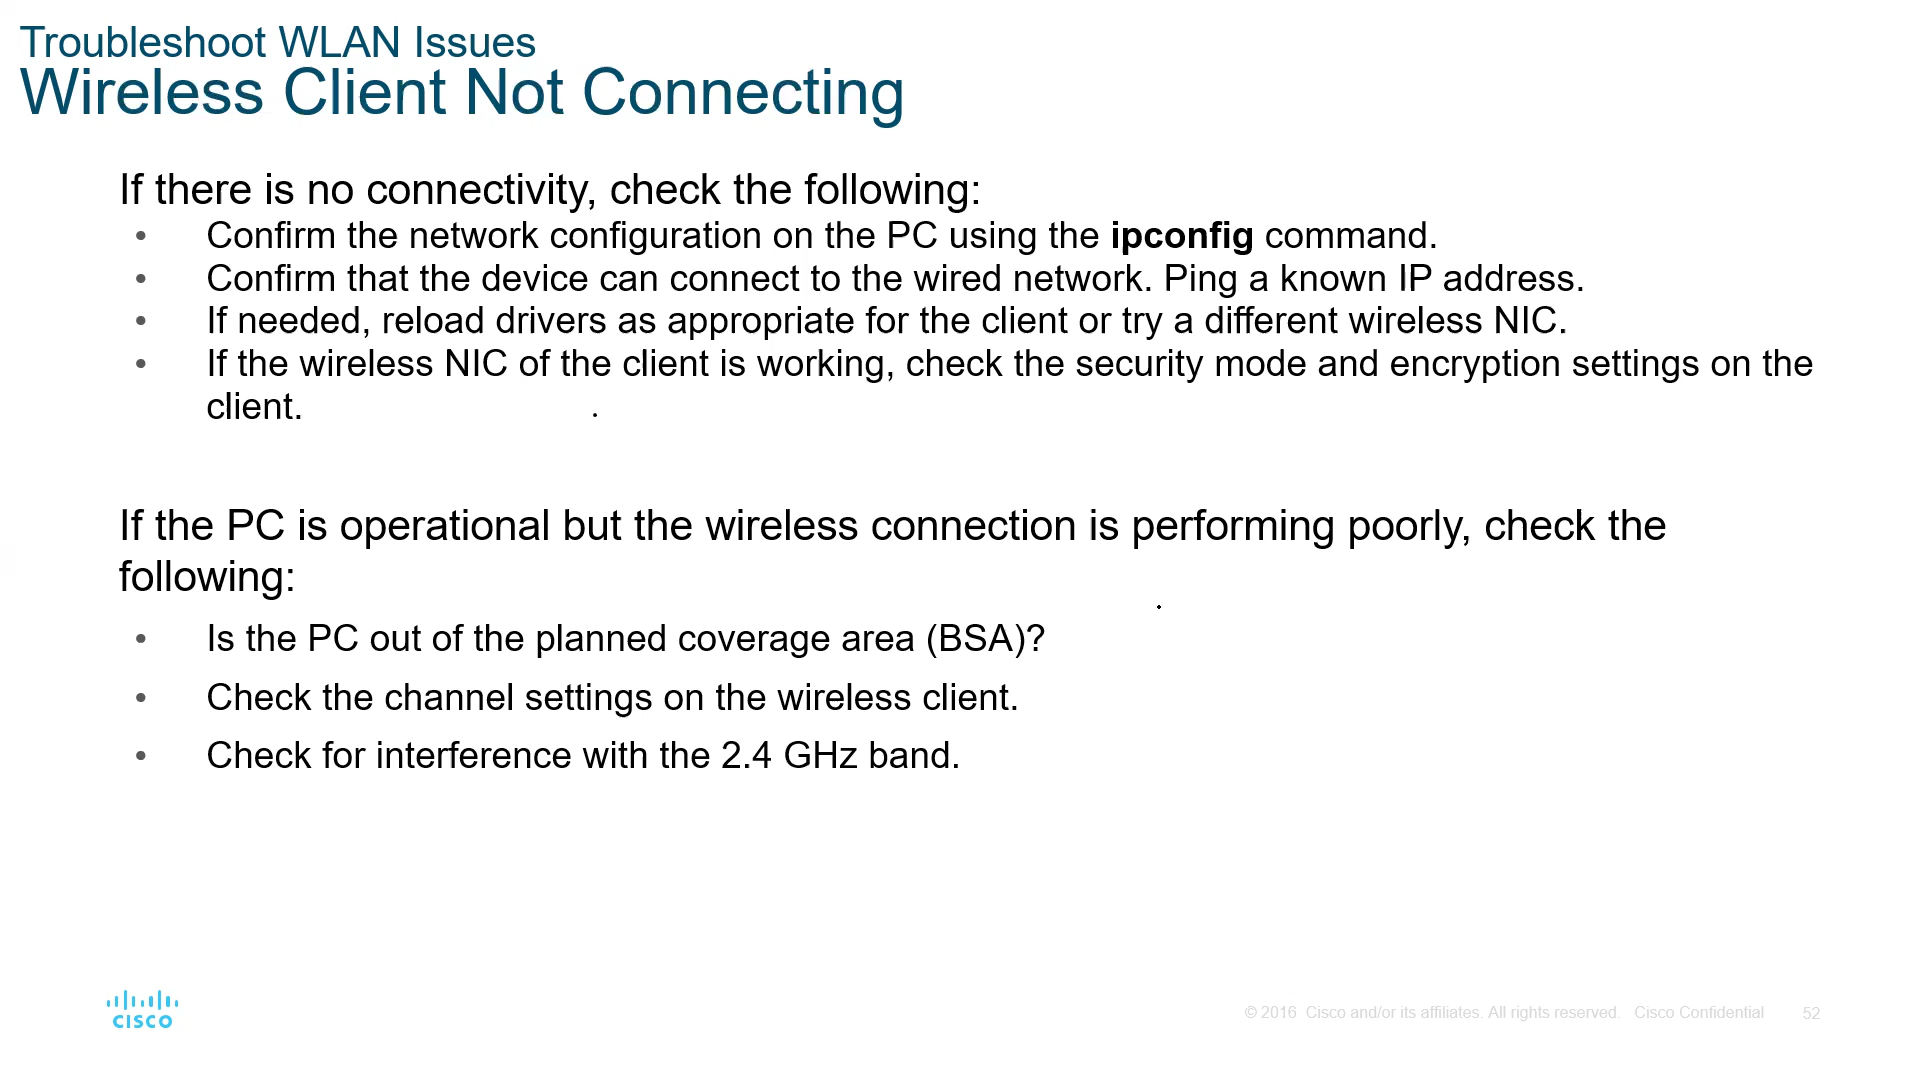 Troubleshoot WLAN Issues
Wireless Client Not Connecting
If there is no connectivity, check the following:
• Confirm the network configuration on the PC using the ipconfig command.
• Confirm that the device can connect to the wired network. Ping a known IP address.
• If needed, reload drivers as appropriate for the client or try a different wireless NIC.
• If the wireless NIC of the client is working, check the security mode and encryption settings on the
client.
If the PC is operational but the wireless connection is performing poorly, check the
following:
• Is the PC out of the planned coverage area (BSA)?
• Check the channel settings on the wireless client.
• Check for interference with the 2.4 GHz band.
CISCO
© 2016 Cisco and/or its affiliates. All rights reserved. Cisco Confidential 52